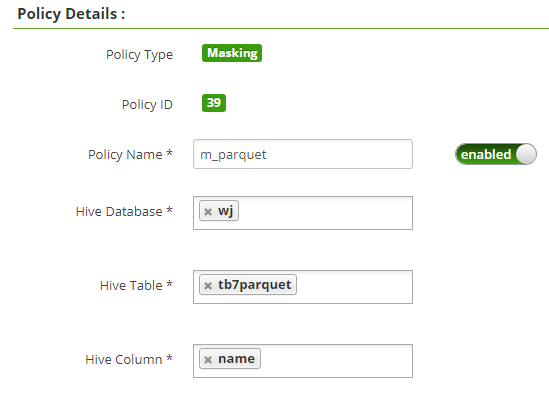 Policy Details :
Policy Type Masking
Policy ID 39
Policy Name * m_parquet enabled
Hive Database * × wj
Hive Table * × tb7parquet
Hive Column * × name